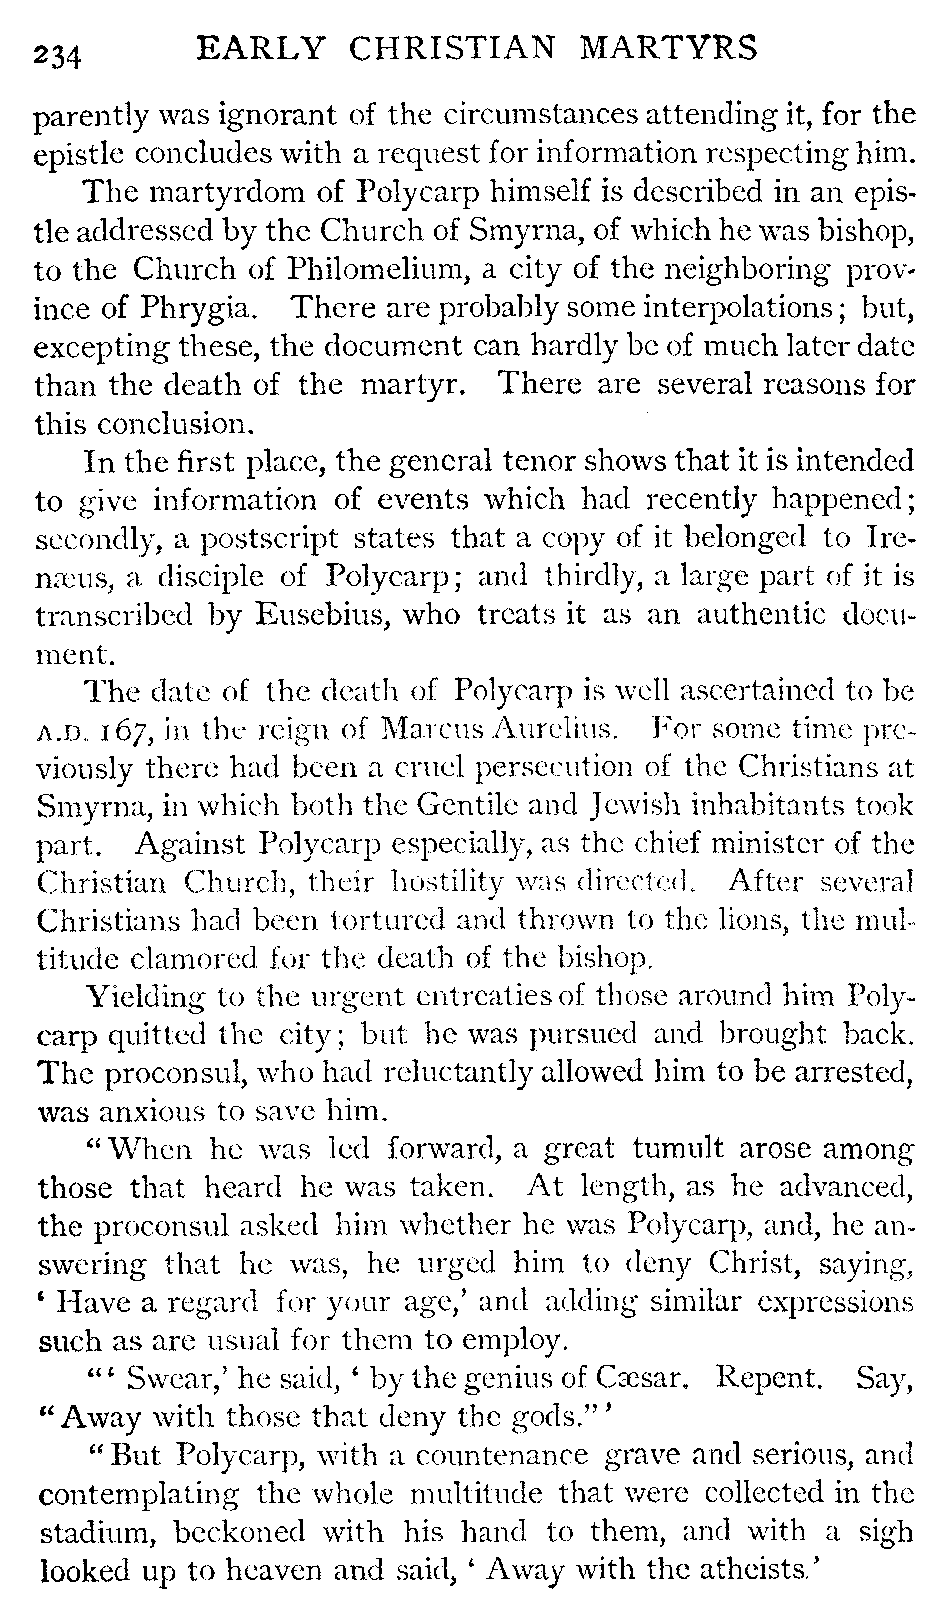 234 EARLY CHRISTIAN MARTYRS
parently was ignorant of the circumstances attending it, for the
epistle concludes with a request for information respecting him.
The martyrdom of Polycarp himself is described in an epis-
tle addressed by the Church of Smyrna, of which he was bishop,
to the Church of Philomelium, a city of the neighboring prov-
ince of Phrygia. There are probably some interpolations; but,
excepting these, the document can hardly be of much later date
than the death of the martyr. There are several reasons for
this conclusion.
In the first place, the general tenor shows that it is intended
to give information of events which had recently happened;
secondly, a postscript states that a copy of it belonged to Ire-
næus, a disciple of Polycarp; and thirdly, a large part of it is
transcribed by Eusebius, who treats it as an authentic docu-
ment.
The date of the death of Polycarp is well ascertained to be
A.D. 167, in the reign of Marcus Aurelius. For some time pre-
viously there had been a cruel persecution of the Christians at
Smyrna, in which both the Gentile and Jewish inhabitants took
part. Against Polycarp especially, as the chief minister of the
Christian Church, their hostility was directed. After several
Christians had been tortured and thrown to the lions, the mul-
titude clamored for the death of the bishop.
Yielding to the urgent entreaties of those around him Poly-
carp quitted the city; but he was pursued and brought back.
The proconsul, who had reluctantly allowed him to be arrested,
was anxious to save him.
"When he was led forward, a great tumult arose among
those that heard he was taken. At length, as he advanced,
the proconsul asked him whether he was Polycarp, and, he an-
swering that he was, he urged him to deny Christ, saying,
‘ Have a regard for your age,’ and adding similar expressions
such as are usual for them to employ.
“‘ Swear,’ he said, ‘ by the genius of Cæsar. Repent. Say,
“Away with those that deny the gods.”’
“But Polycarp, with a countenance grave and serious, and
contemplating the whole multitude that were collected in the
stadium, beckoned with his hand to them, and with a sigh
looked up to heaven and said, ‘ Away with the atheists.’